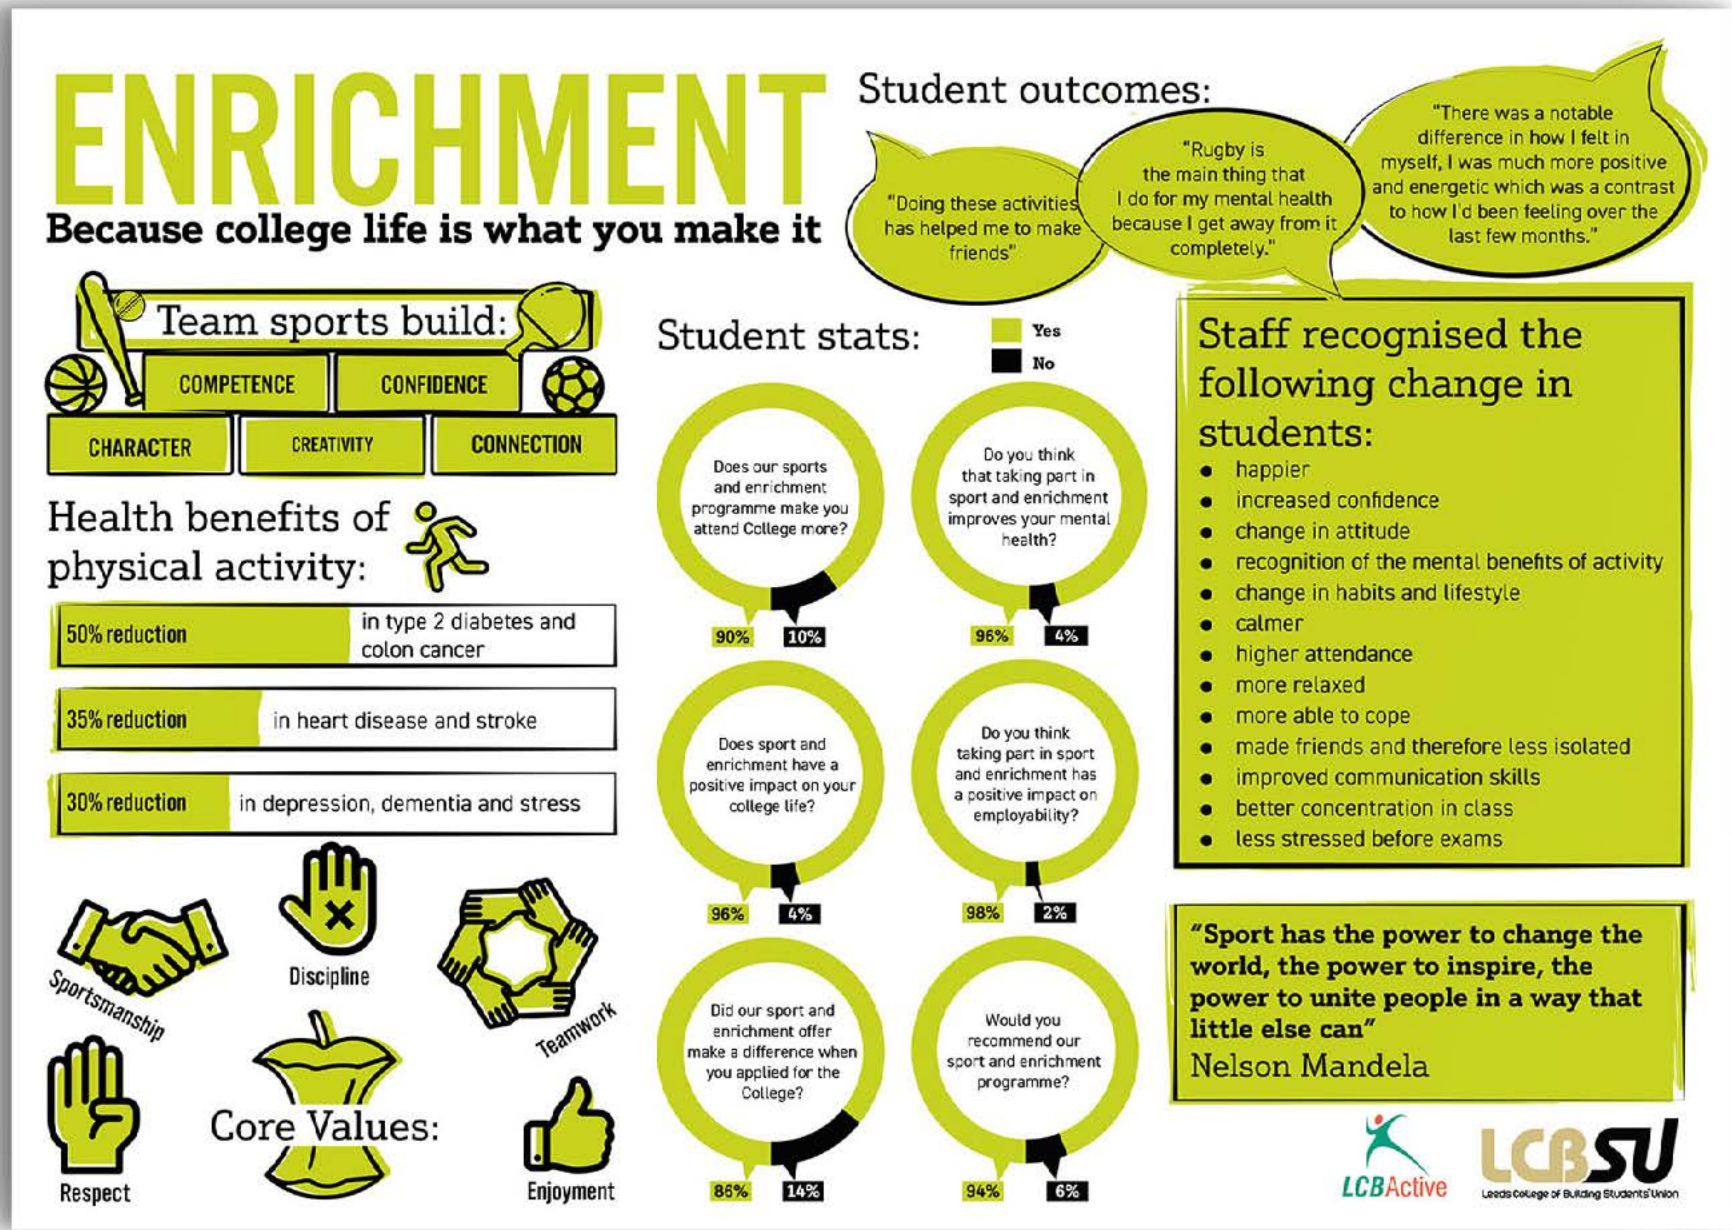 ENRICHMENT
Because college life is what you make it
Team sports build:
COMPETENCE
CONFIDENCE
CHARACTER
CREATIVITY
CONNECTION
Health benefits of
physical activity:
50% reduction
in type 2 diabetes and
colon cancer
35% reduction
in heart disease and stroke
30% reduction
in depression, dementia and stress
Sportsmanship
Discipline
Teamwork
Respect
Core Values:
Enjoyment
Student outcomes:
"Doing these activities
has helped me to make
friends"
"Rugby is
the main thing that
I do for my mental health
because I get away from it
completely."
"There was a notable
difference in how I felt in
myself, I was much more positive
and energetic which was a contrast
to how I'd been feeling over the
last few months."
Student stats:
Yes
No
Does our sports
and enrichment
programme make you
attend College more?
90%
10%
Do you think
that taking part in
sport and enrichment
improves your mental
health?
96%
4%
Does sport and
enrichment have a
positive impact on your
college life?
96%
4%
Do you think
taking part in sport
and enrichment has
a positive impact on
employability?
98%
2%
Did our sport and
enrichment offer
make a difference when
you applied for the
College?
86%
14%
Would you
recommend our
sport and enrichment
programme?
94%
6%
Staff recognised the
following change in
students:
• happier
• increased confidence
• change in attitude
• recognition of the mental benefits of activity
• change in habits and lifestyle
• calmer
• higher attendance
• more relaxed
• more able to cope
• made friends and therefore less isolated
• improved communication skills
• better concentration in class
• less stressed before exams
"Sport has the power to change the
world, the power to inspire, the
power to unite people in a way that
little else can"
Nelson Mandela
LCBActive
LCBSU
Leeds College of Building Students' Union